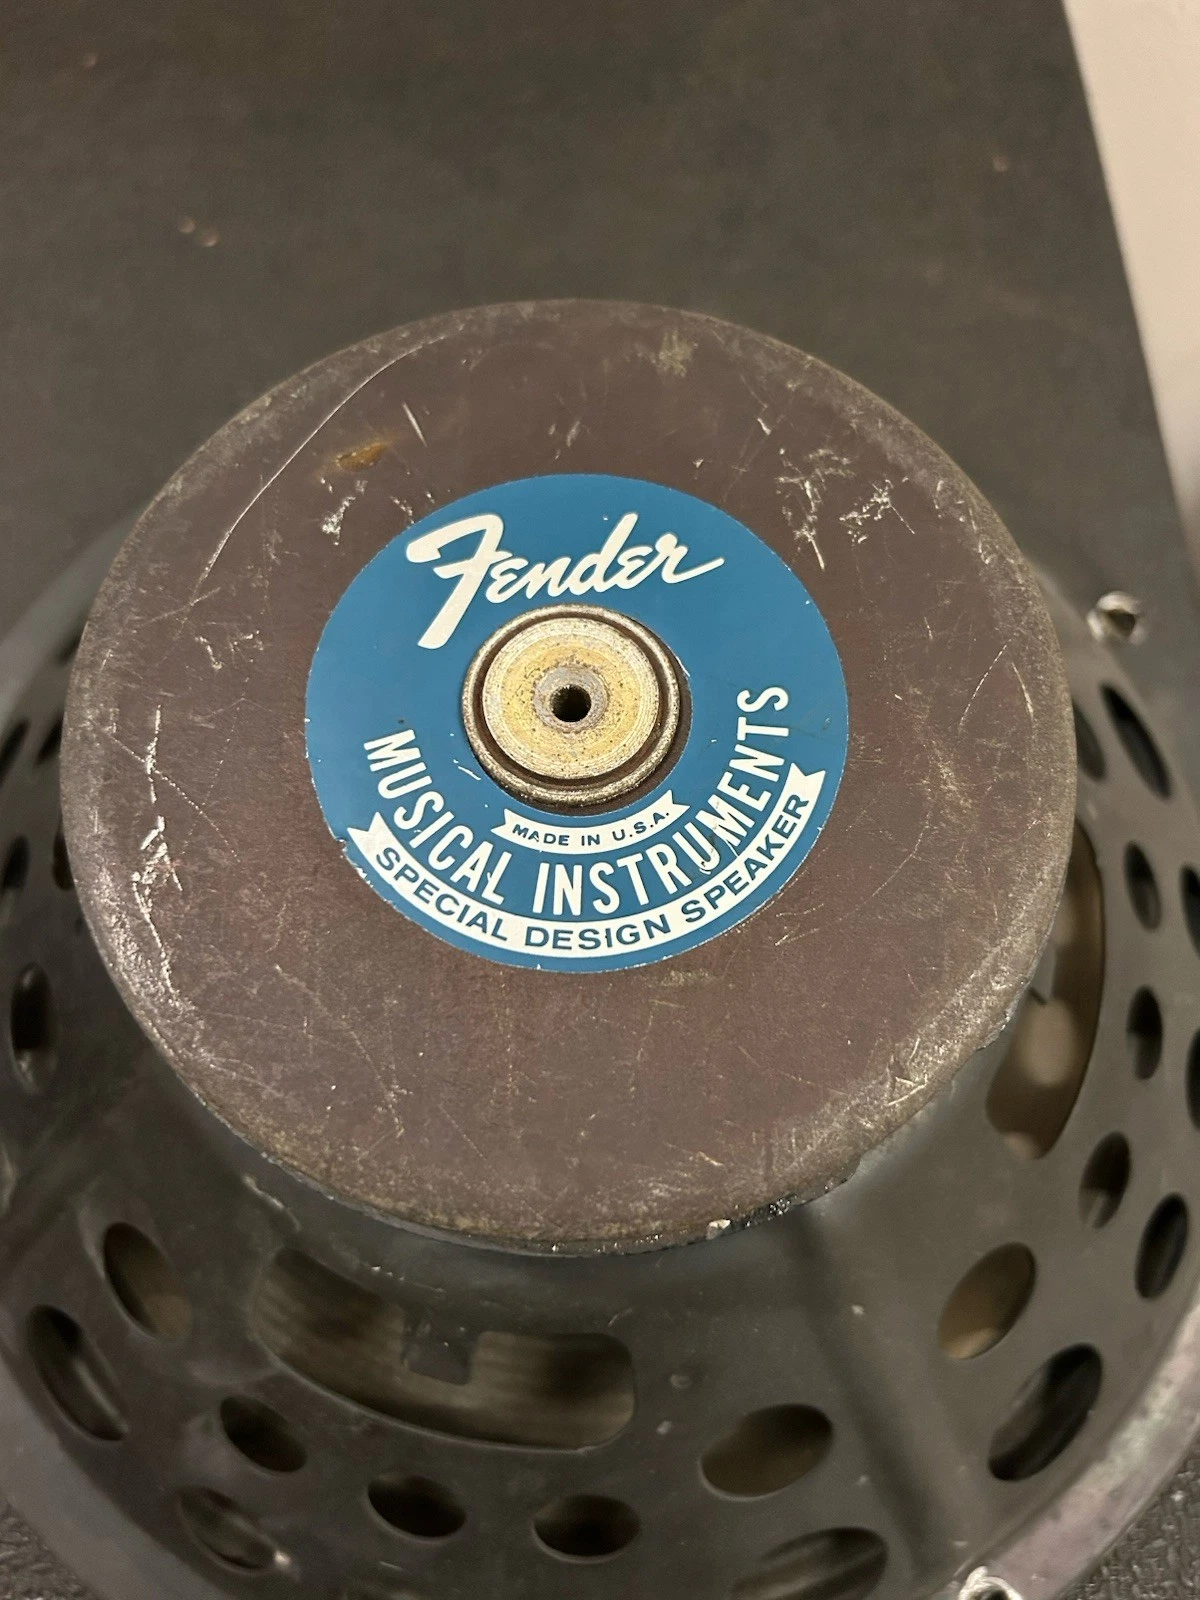 Fender
MADE IN U.S.A.
MUSICAL INSTRUMENTS
SPECIAL DESIGN SPEAKER